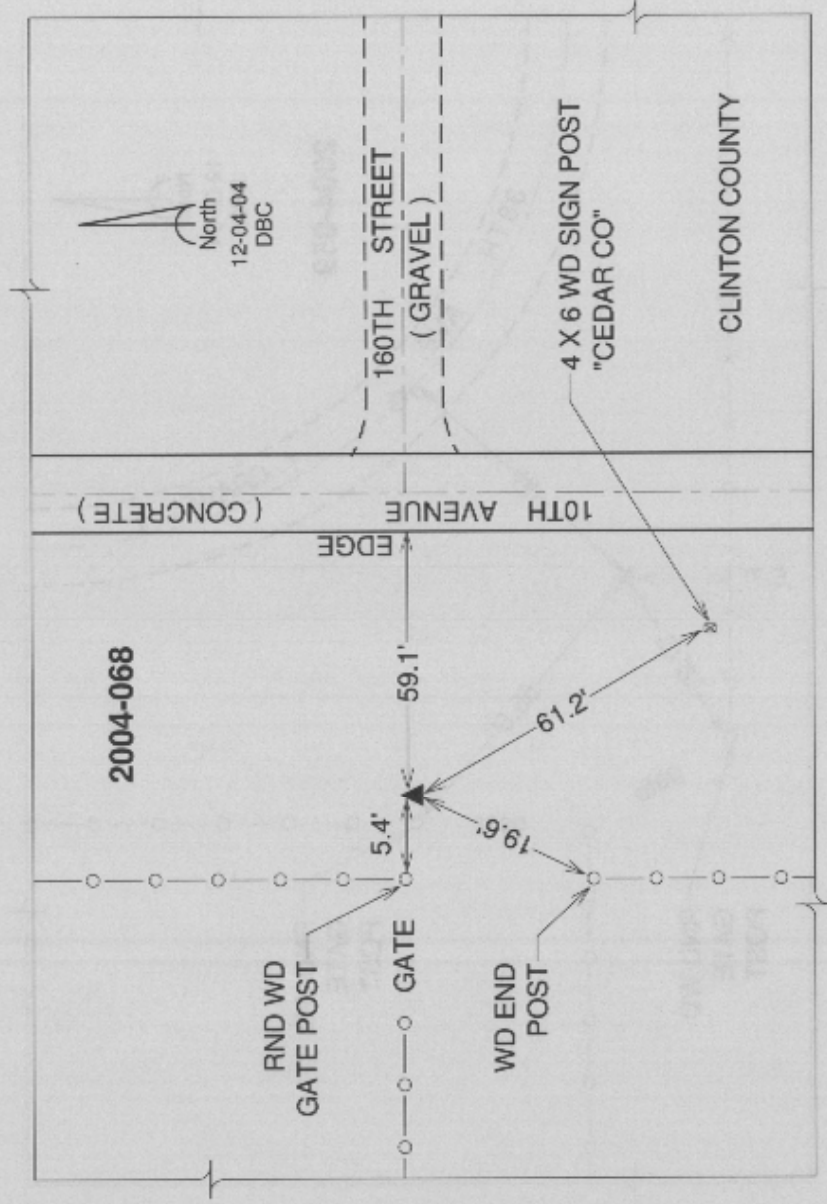 2004-068
North
12-04-04
DBC
160TH STREET
( GRAVEL )
10TH AVENUE ( CONCRETE )
EDGE
59.1'
5.4'
61.2'
19.6'
RND WD
GATE POST
GATE
WD END
POST
4 X 6 WD SIGN POST
"CEDAR CO"
CLINTON COUNTY